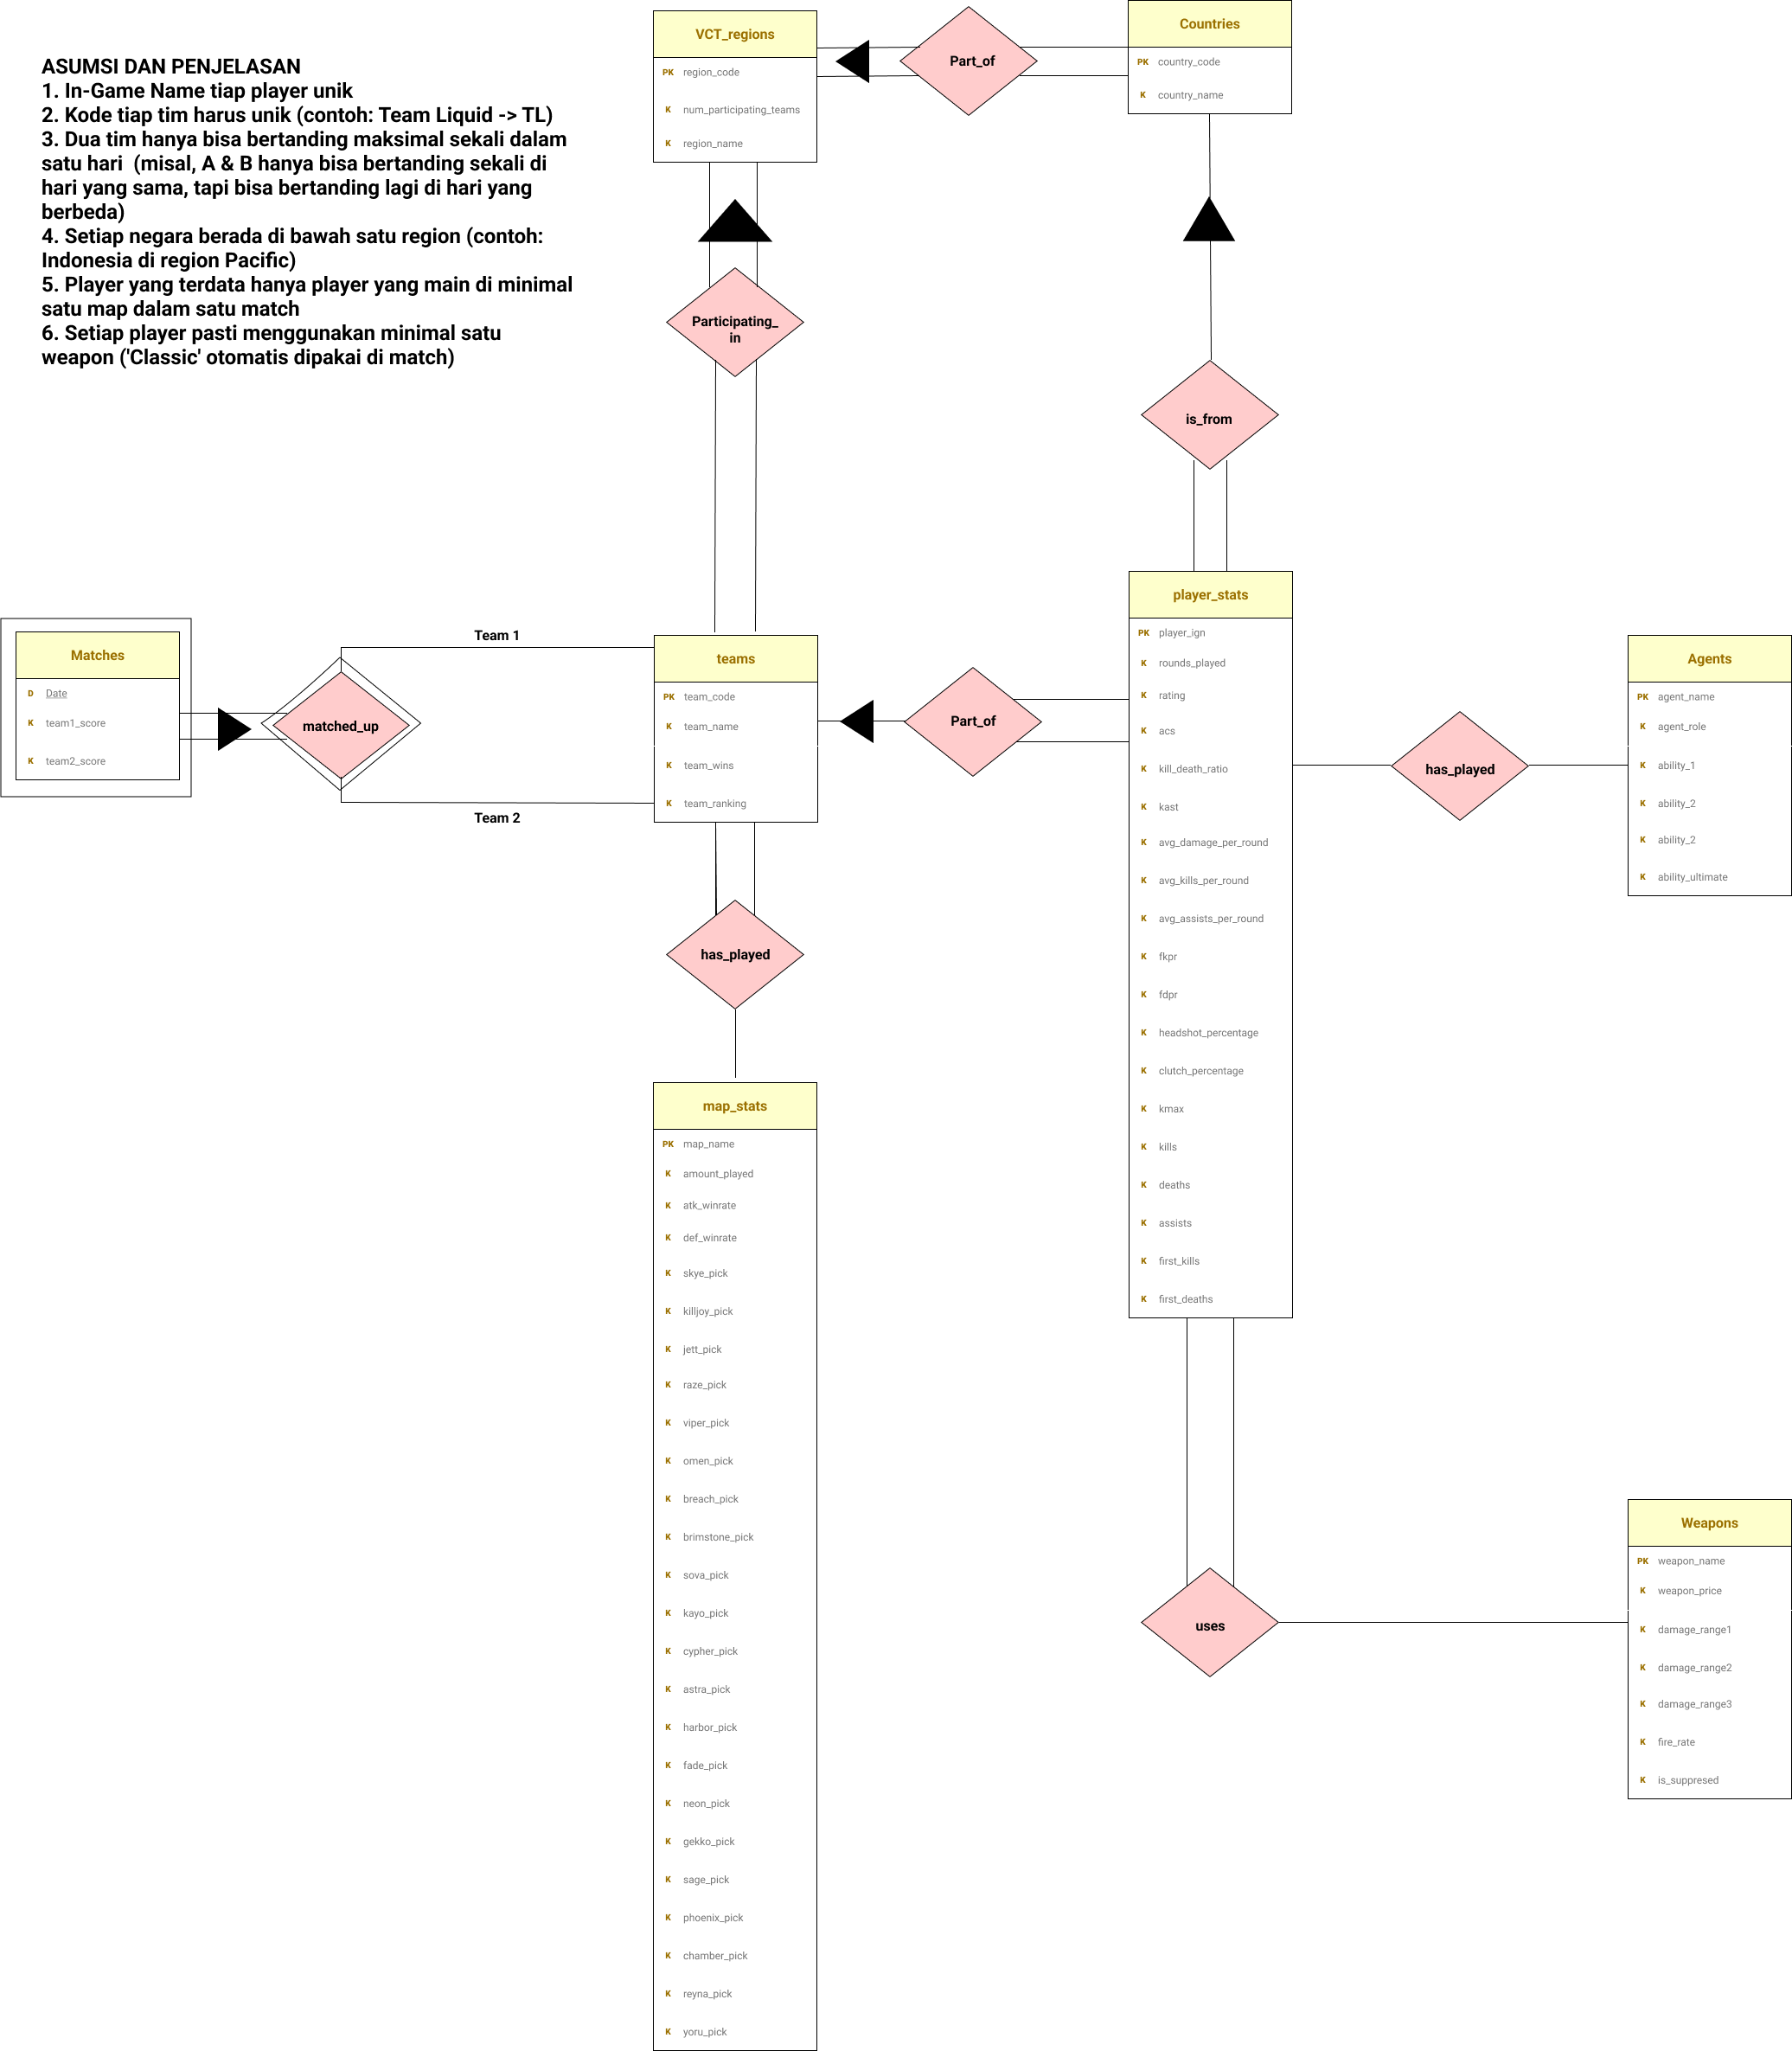 ASUMSI DAN PENJELASAN
1. In-Game Name tiap player unik
2. Kode tiap tim harus unik (contoh: Team Liquid -> TL)
3. Dua tim hanya bisa bertanding maksimal sekali dalam
satu hari  (misal, A & B hanya bisa bertanding sekali di
hari yang sama, tapi bisa bertanding lagi di hari yang
berbeda)
4. Setiap negara berada di bawah satu region (contoh:
Indonesia di region Pacific)
5. Player yang terdata hanya player yang main di minimal
satu map dalam satu match
6. Setiap player pasti menggunakan minimal satu
weapon ('Classic' otomatis dipakai di match)
VCT_regions
PK region_code
K num_participating_teams
K region_name
Part_of
Countries
PK country_code
K country_name
Participating_
in
is_from
Matches
D Date
K team1_score
K team2_score
matched_up
Team 1
Team 2
teams
PK team_code
K team_name
K team_wins
K team_ranking
Part_of
player_stats
PK player_ign
K rounds_played
K rating
K acs
K kill_death_ratio
K kast
K avg_damage_per_round
K avg_kills_per_round
K avg_assists_per_round
K fkpr
K fdpr
K headshot_percentage
K clutch_percentage
K kmax
K kills
K deaths
K assists
K first_kills
K first_deaths
has_played
Agents
PK agent_name
K agent_role
K ability_1
K ability_2
K ability_2
K ability_ultimate
has_played
map_stats
PK map_name
K amount_played
K atk_winrate
K def_winrate
K skye_pick
K killjoy_pick
K jett_pick
K raze_pick
K viper_pick
K omen_pick
K breach_pick
K brimstone_pick
K sova_pick
K kayo_pick
K cypher_pick
K astra_pick
K harbor_pick
K fade_pick
K neon_pick
K gekko_pick
K sage_pick
K phoenix_pick
K chamber_pick
K reyna_pick
K yoru_pick
uses
Weapons
PK weapon_name
K weapon_price
K damage_range1
K damage_range2
K damage_range3
K fire_rate
K is_suppresed